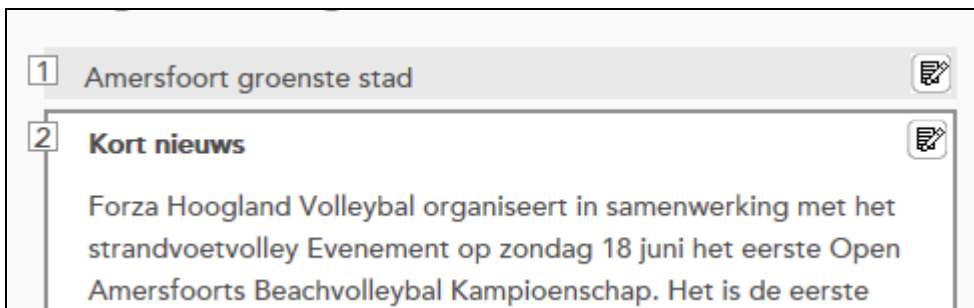 1 Amersfoort groenste stad
2 Kort nieuws
Forza Hoogland Volleybal organiseert in samenwerking met het
strandvoetvolley Evenement op zondag 18 juni het eerste Open
Amersfoorts Beachvolleybal Kampioenschap. Het is de eerste